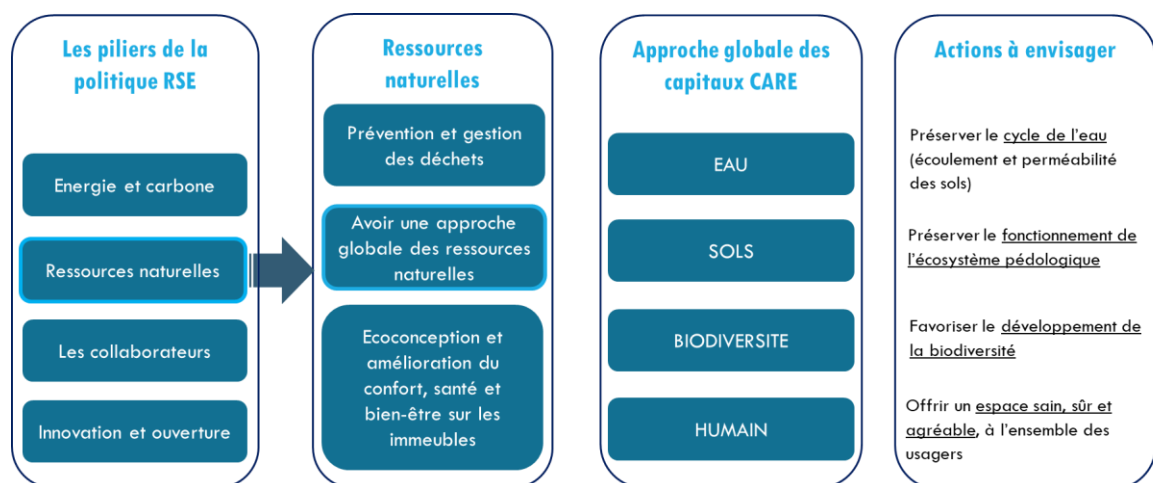 Les piliers de la
politique RSE
Energie et carbone
Ressources naturelles
Les collaborateurs
Innovation et ouverture
Ressources
naturelles
Prévention et gestion
des déchets
Avoir une approche
globale des ressources
naturelles
Ecoconception et
amélioration du
confort, santé et
bien-être sur les
immeubles
Approche globale des
capitaux CARE
EAU
SOLS
BIODIVERSITE
HUMAIN
Actions à envisager
Préserver le cycle de l'eau
(écoulement et perméabilité
des sols)
Préserver le fonctionnement de
l'écosystème pédologique
Favoriser le développement de
la biodiversité
Offrir un espace sain, sûr et
agréable, à l'ensemble des
usagers